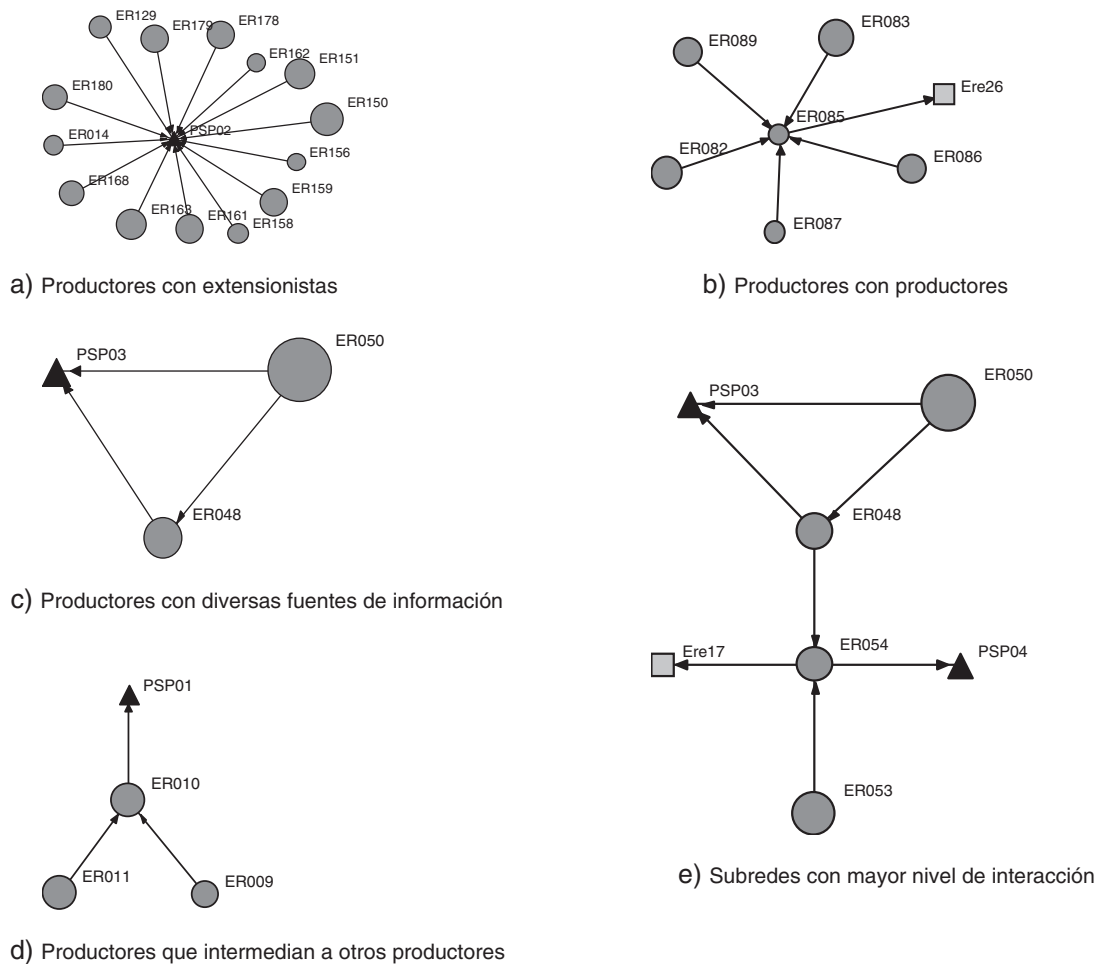 ER129
ER179
ER178
ER162
ER151
ER180
ER150
ER014
PSP02
ER156
ER168
ER159
ER163
ER161
ER158
a) Productores con extensionistas
ER089
ER083
Ere26
ER085
ER082
ER086
ER087
b) Productores con productores
PSP03
ER050
ER048
c) Productores con diversas fuentes de información
PSP01
ER010
ER011
ER009
d) Productores que intermedian a otros productores
PSP03
ER050
ER048
Ere17
ER054
PSP04
ER053
e) Subredes con mayor nivel de interacción